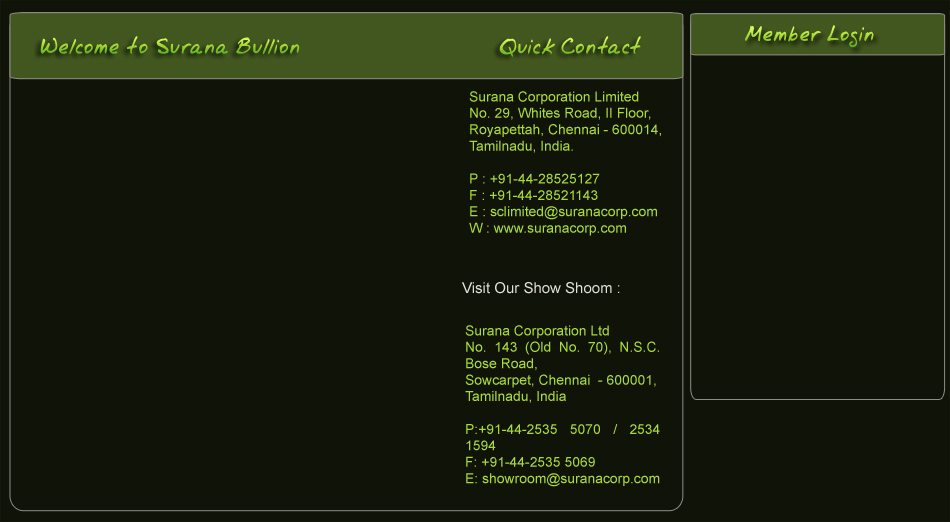 Welcome to Surana Bullion
Quick Contact
Member Login
Surana Corporation Limited
No. 29, Whites Road, II Floor,
Royapettah, Chennai - 600014,
Tamilnadu, India.
P : +91-44-28525127
F : +91-44-28521143
E : sclimited@suranacorp.com
W : www.suranacorp.com
Visit Our Show Shoom :
Surana Corporation Ltd
No. 143 (Old No. 70), N.S.C.
Bose Road,
Sowcarpet, Chennai - 600001,
Tamilnadu, India
P:+91-44-2535 5070 / 2534
1594
F: +91-44-2535 5069
E: showroom@suranacorp.com